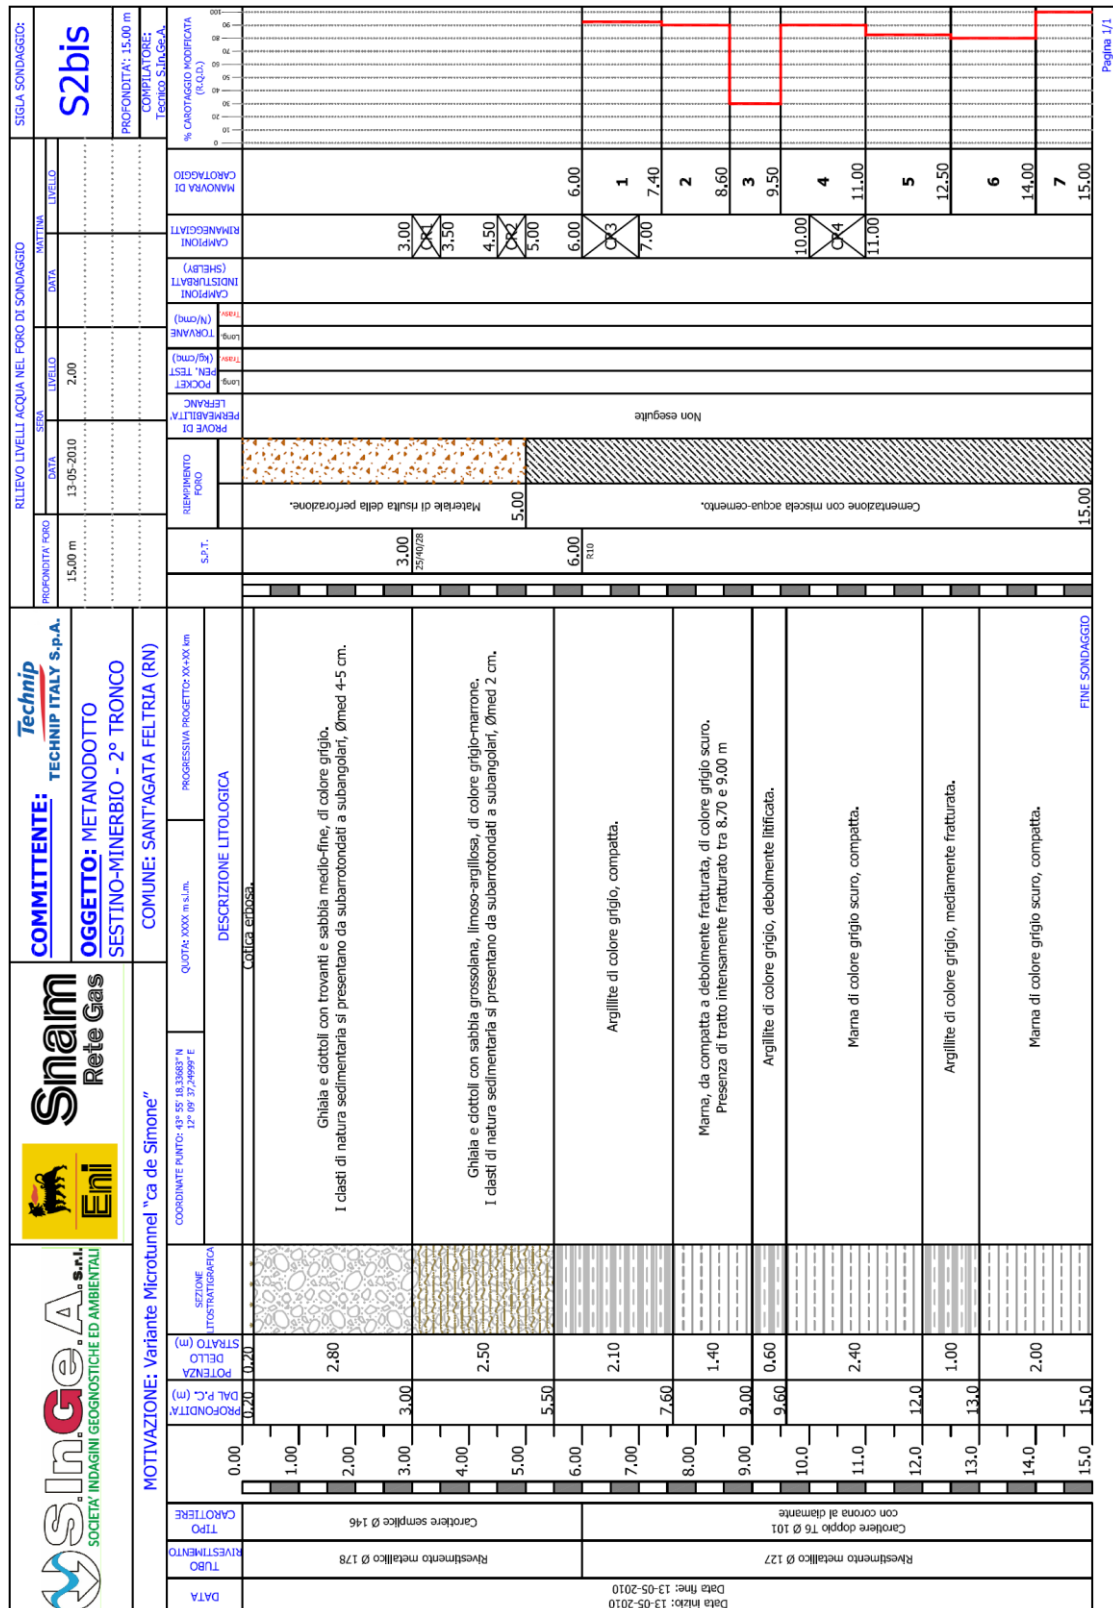 S.In.Ge.A. s.r.l.
SOCIETA' INDAGINI GEOGNOSTICHE ED AMBIENTALI
Eni
Snam
Rete Gas
COMMITTENTE:
Technip
TECHNIP ITALY S.p.A.
OGGETTO: METANODOTTO
SESTINO-MINERBIO - 2° TRONCO
RILIEVO LIVELLI ACQUA NEL FORO DI SONDAGGIO
PROFONDITA' FORO
SERA
MATTINA
DATA
LIVELLO
DATA
LIVELLO
15.00 m
13-05-2010
2.00
SIGLA SONDAGGIO:
S2bis
PROFONDITA': 15.00 m
COMPILATORE:
Tecnico S.In.Ge.A.
MOTIVAZIONE: Variante Microtunnel "ca de Simone"
COMUNE: SANT'AGATA FELTRIA (RN)
DATA
TUBO
RIVESTIMENTO
TIPO
CAROTIERE
PROFONDITA'
DAL P.C. (m)
POTENZA
DELLO
STRATO (m)
SEZIONE
LITOSTRATIGRAFICA
COORDINATE PUNTO: 43° 55' 18,33683" N
12° 09' 37,24999" E
QUOTA: XXXX m s.l.m.
PROGRESSIVA PROGETTO: XX+XX km
DESCRIZIONE LITOLOGICA
S.P.T.
RIEMPIMENTO
FORO
PROVE DI
PERMEABILITA'
LEFRANC
POCKET
PEN. TEST
(kg/cmq)
Long.
Trasv.
TORVANE
(N/cmq)
Long.
Trasv.
CAMPIONI
INDISTURBATI
(SHELBY)
CAMPIONI
RIMANEGGIATI
MANOVRA DI
CAROTAGGIO
% CAROTAGGIO MODIFICATA
(R.Q.D.)
0 10 20 30 40 50 60 70 80 90 100
Data inizio: 13-05-2010
Data fine: 13-05-2010
Rivestimento metallico Ø 178
Rivestimento metallico Ø 127
Carotiere semplice Ø 146
Carotiere doppio T6 Ø 101
con corona al diamante
0.00
1.00
2.00
3.00
4.00
5.00
6.00
7.00
8.00
9.00
10.0
11.0
12.0
13.0
14.0
15.0
0.20 0.20
Cotica erbosa.
3.00 2.80
Ghiaia e ciottoli con trovanti e sabbia medio-fine, di colore grigio.
I clasti di natura sedimentaria si presentano da subarrotondati a subangolari, Ømed 4-5 cm.
5.50 2.50
Ghiaia e ciottoli con sabbia grossolana, limoso-argillosa, di colore grigio-marrone.
I clasti di natura sedimentaria si presentano da subarrotondati a subangolari, Ømed 2 cm.
7.60 2.10
Argillite di colore grigio, compatta.
9.00 1.40
Marna, da compatta a debolmente fratturata, di colore grigio scuro.
Presenza di tratto intensamente fratturato tra 8.70 e 9.00 m
9.60 0.60
Argillite di colore grigio, debolmente litificata.
12.0 2.40
Marna di colore grigio scuro, compatta.
13.0 1.00
Argillite di colore grigio, mediamente fratturata.
15.0 2.00
Marna di colore grigio scuro, compatta.
FINE SONDAGGIO
3.00
25/40/28
6.00
R10
Materiale di risulta della perforazione.
5.00
Cementazione con miscela acqua-cemento.
15.00
Non eseguite
3.00
CR1
3.50
4.50
CR2
5.00
6.00
CR3
7.00
10.00
CR4
11.00
6.00
1
7.40
2
8.60
3
9.50
4
11.00
5
12.50
6
14.00
7
15.00
Pagina 1/1